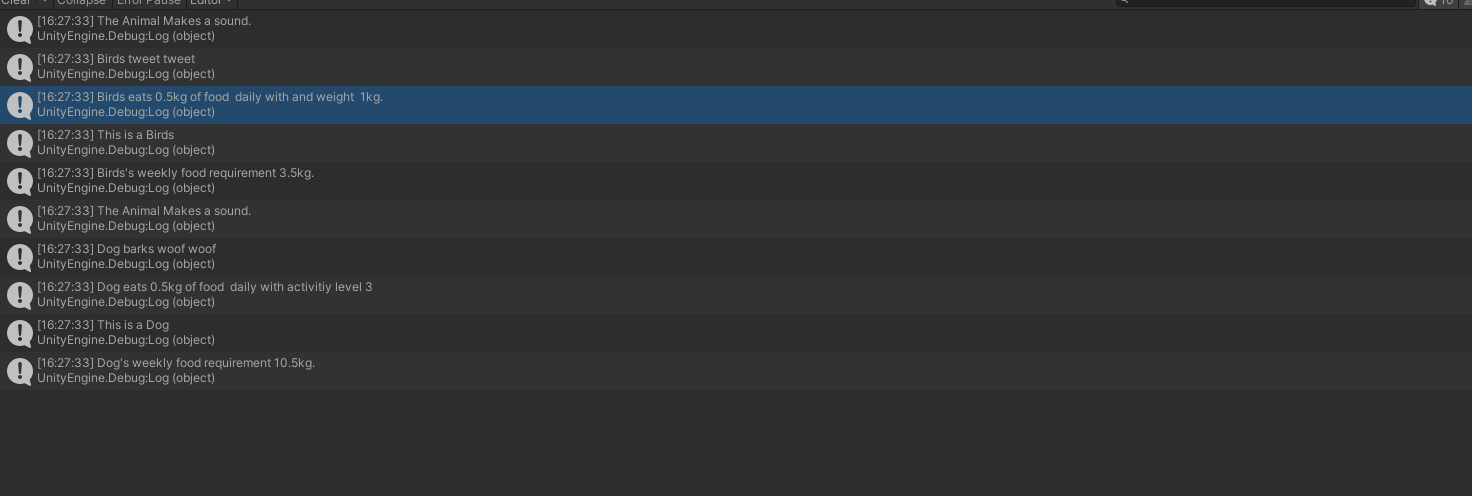 Clear Collapse Error Pause Editor 10
[16:27:33] The Animal Makes a sound.
UnityEngine.Debug:Log (object)
[16:27:33] Birds tweet tweet
UnityEngine.Debug:Log (object)
[16:27:33] Birds eats 0.5kg of food  daily with and weight  1kg.
UnityEngine.Debug:Log (object)
[16:27:33] This is a Birds
UnityEngine.Debug:Log (object)
[16:27:33] Birds's weekly food requirement 3.5kg.
UnityEngine.Debug:Log (object)
[16:27:33] The Animal Makes a sound.
UnityEngine.Debug:Log (object)
[16:27:33] Dog barks woof woof
UnityEngine.Debug:Log (object)
[16:27:33] Dog eats 0.5kg of food  daily with activitiy level 3
UnityEngine.Debug:Log (object)
[16:27:33] This is a Dog
UnityEngine.Debug:Log (object)
[16:27:33] Dog's weekly food requirement 10.5kg.
UnityEngine.Debug:Log (object)